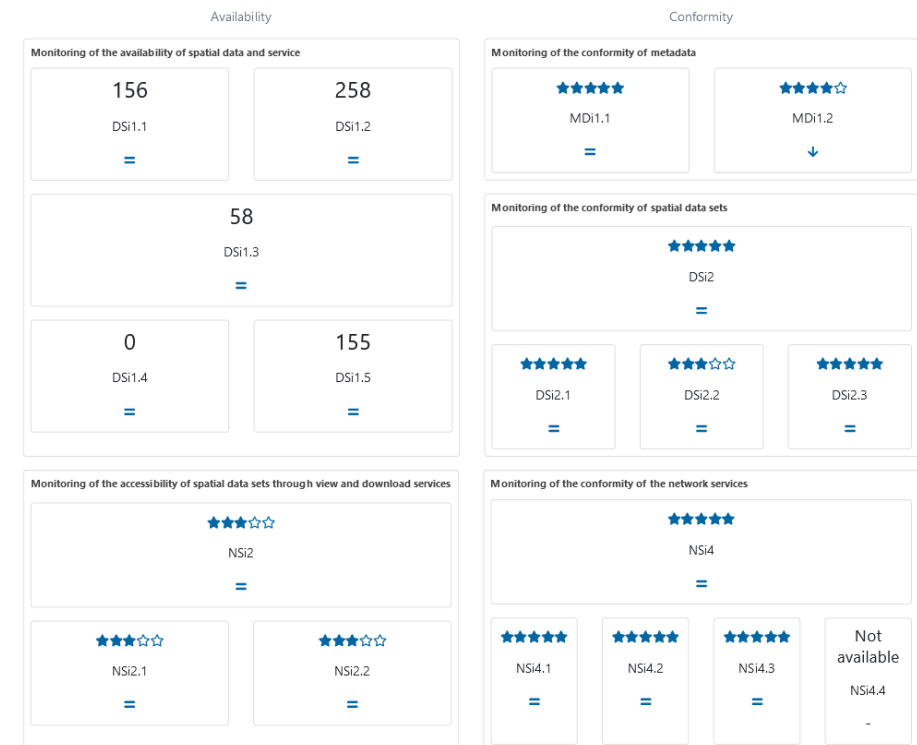 Availability
Conformity
Monitoring of the availability of spatial data and service
156
DSi1.1
=
258
DSi1.2
=
58
DSi1.3
=
0
DSi1.4
=
155
DSi1.5
=
Monitoring of the conformity of metadata
MDi1.1
=
MDi1.2
↓
Monitoring of the conformity of spatial data sets
DSi2
=
DSi2.1
=
DSi2.2
=
DSi2.3
=
Monitoring of the accessibility of spatial data sets through view and download services
NSi2
=
NSi2.1
=
NSi2.2
=
Monitoring of the conformity of the network services
NSi4
=
NSi4.1
=
NSi4.2
=
NSi4.3
=
Not
available
NSi4.4
-